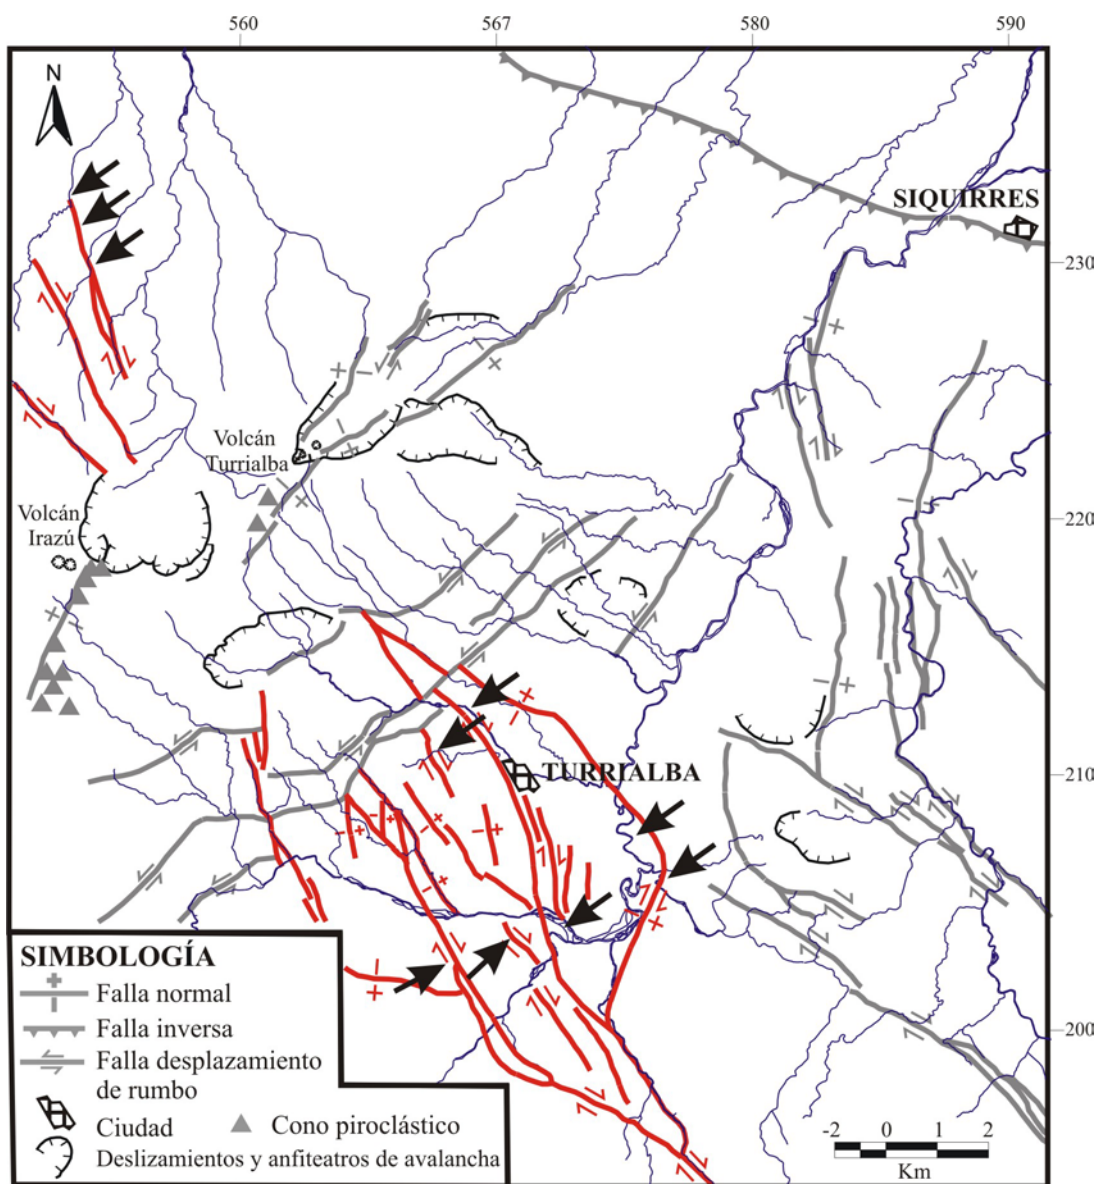 560 567 580 590
N
SIQUIRRES
230
Volcán
Turrialba
Volcán
Irazú
220
TURRIALBA
210
200
SIMBOLOGÍA
Falla normal
Falla inversa
Falla desplazamiento
de rumbo
Ciudad
Cono piroclástico
Deslizamientos y anfiteatros de avalancha
-2 0 1 2
Km